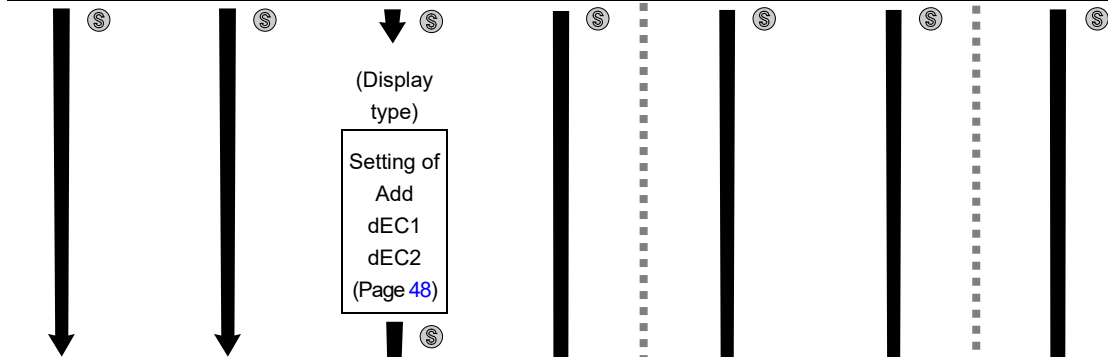 Ⓢ Ⓢ Ⓢ Ⓢ Ⓢ Ⓢ Ⓢ
(Display
type)
Setting of
Add
dEC1
dEC2
(Page 48)
Ⓢ